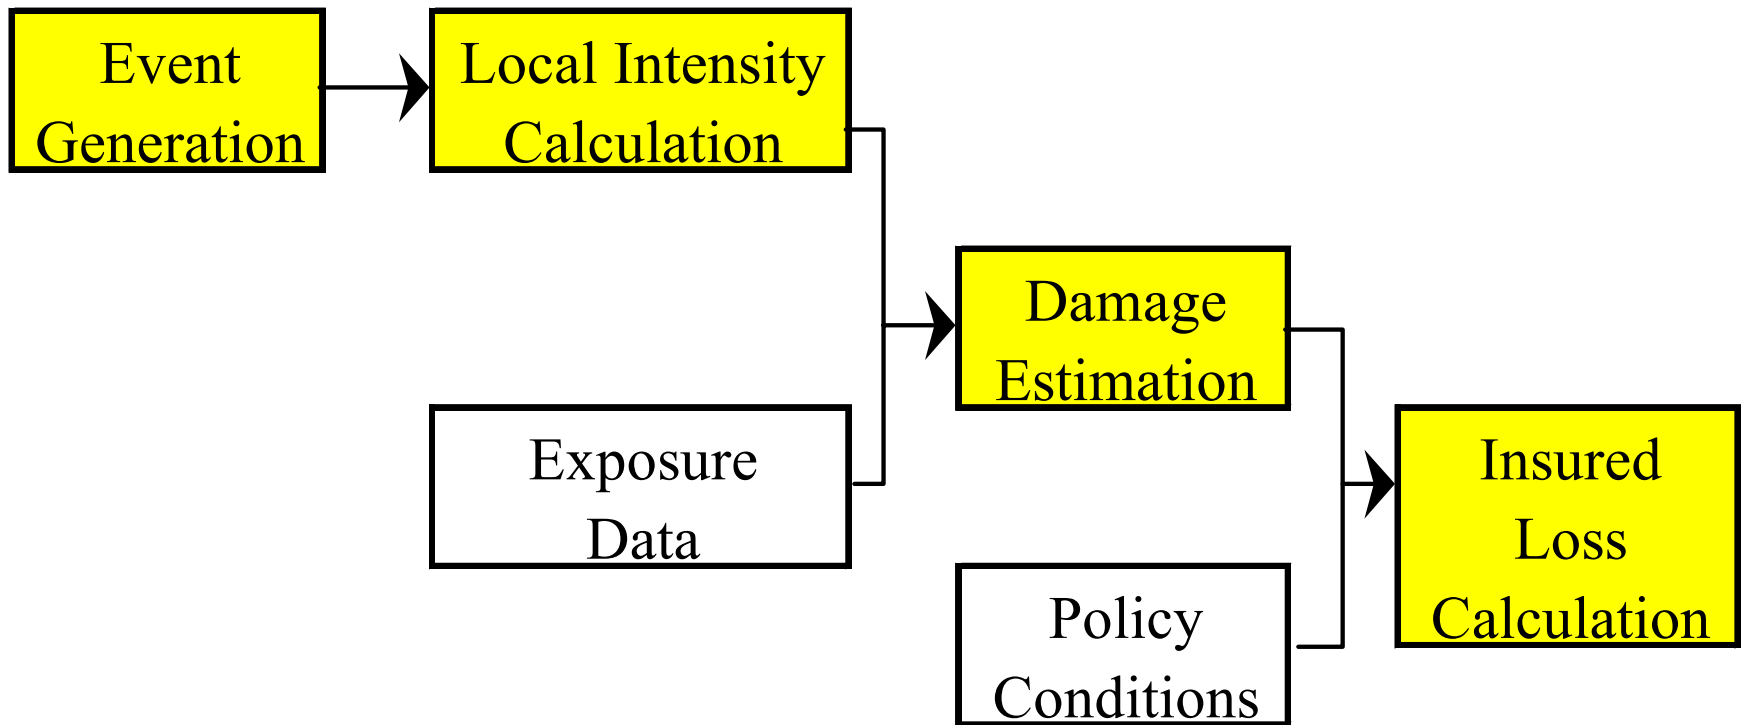 Event
Generation
Local Intensity
Calculation
Damage
Estimation
Exposure
Data
Insured
Loss
Calculation
Policy
Conditions